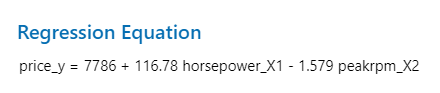 Regression Equation
price_y = 7786 + 116.78 horsepower_X1 - 1.579 peakrpm_X2